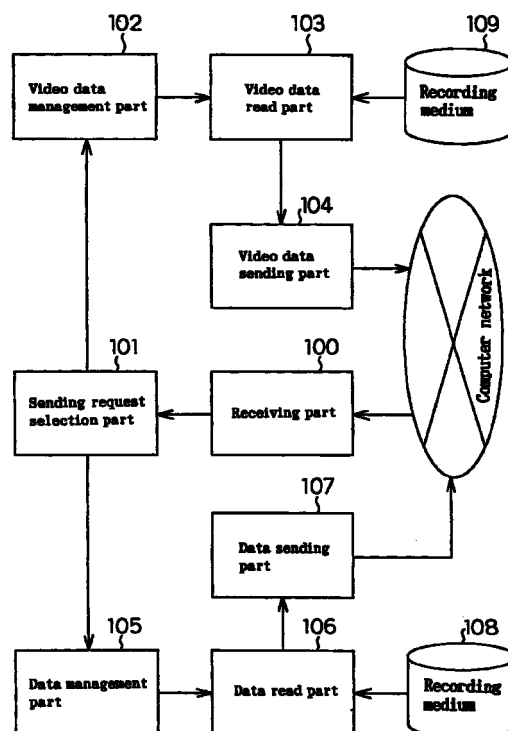 102
103
109
Video data
management part
Video data
read part
Recording
medium
104
Video data
sending part
Computer network
101
100
Sending request
selection part
Receiving part
107
Data sending
part
105
106
108
Data management
part
Data read part
Recording
medium